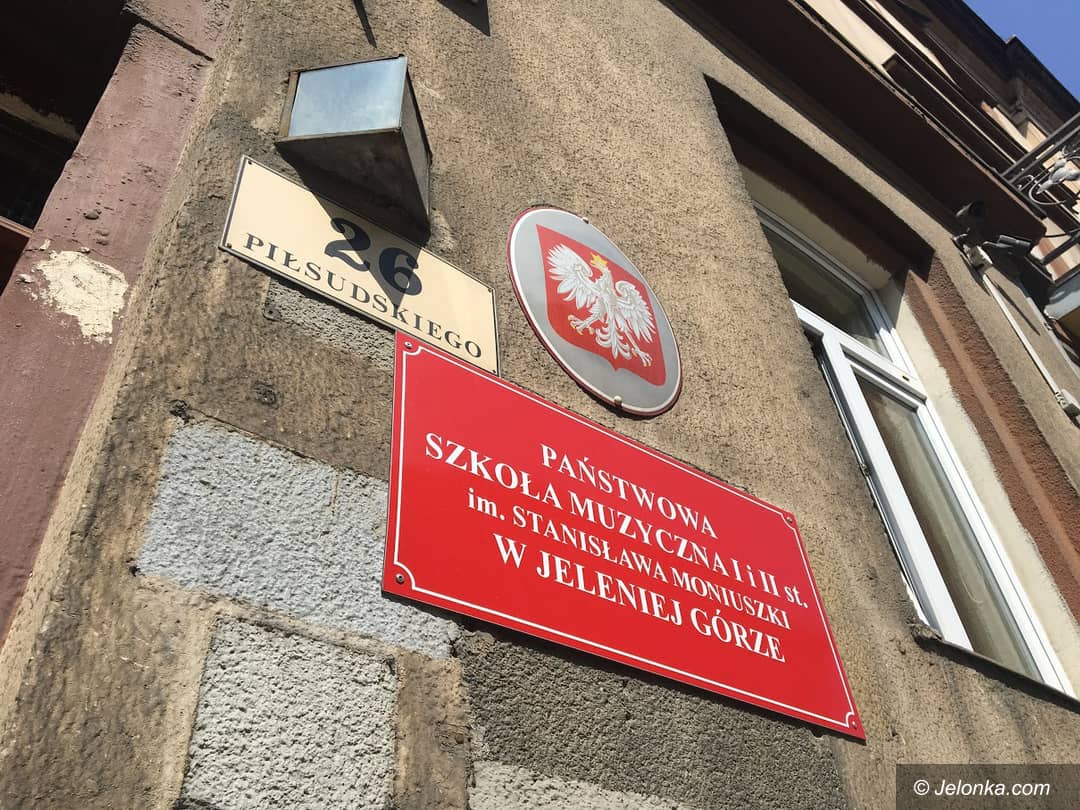 26
PIŁSUDSKIEGO
PAŃSTWOWA
SZKOŁA MUZYCZNA I i II st.
im. STANISŁAWA MONIUSZKI
W JELENIEJ GÓRZE
© Jelonka.com